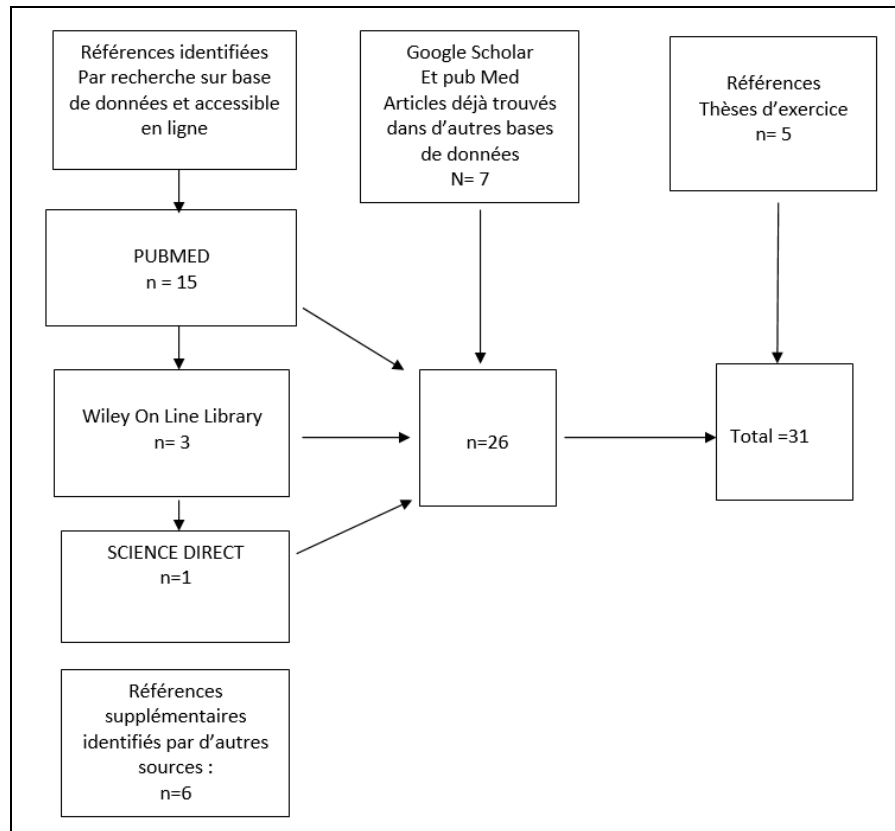 Références identifiées
Par recherche sur base
de données et accessible
en ligne
Google Scholar
Et pub Med
Articles déjà trouvés
dans d'autres bases
de données
N= 7
Références
Thèses d'exercice
n= 5
PUBMED
n = 15
Wiley On Line Library
n= 3
n=26
Total =31
SCIENCE DIRECT
n=1
Références
supplémentaires
identifiés par d'autres
sources :
n=6